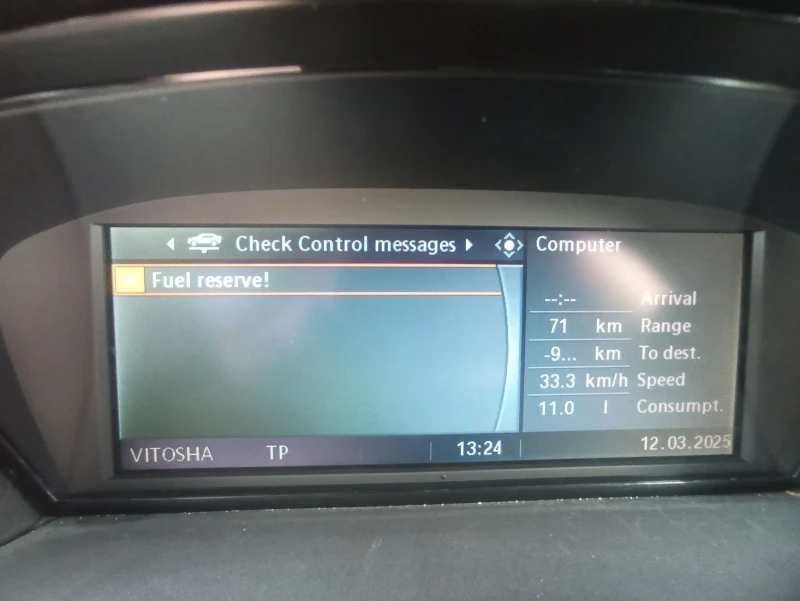 Check Control messages
Fuel reserve!
Computer
--:-- Arrival
71 km Range
-9... km To dest.
33.3 km/h Speed
11.0 l Consumpt.
VITOSHA TP 13:24 12.03.2025